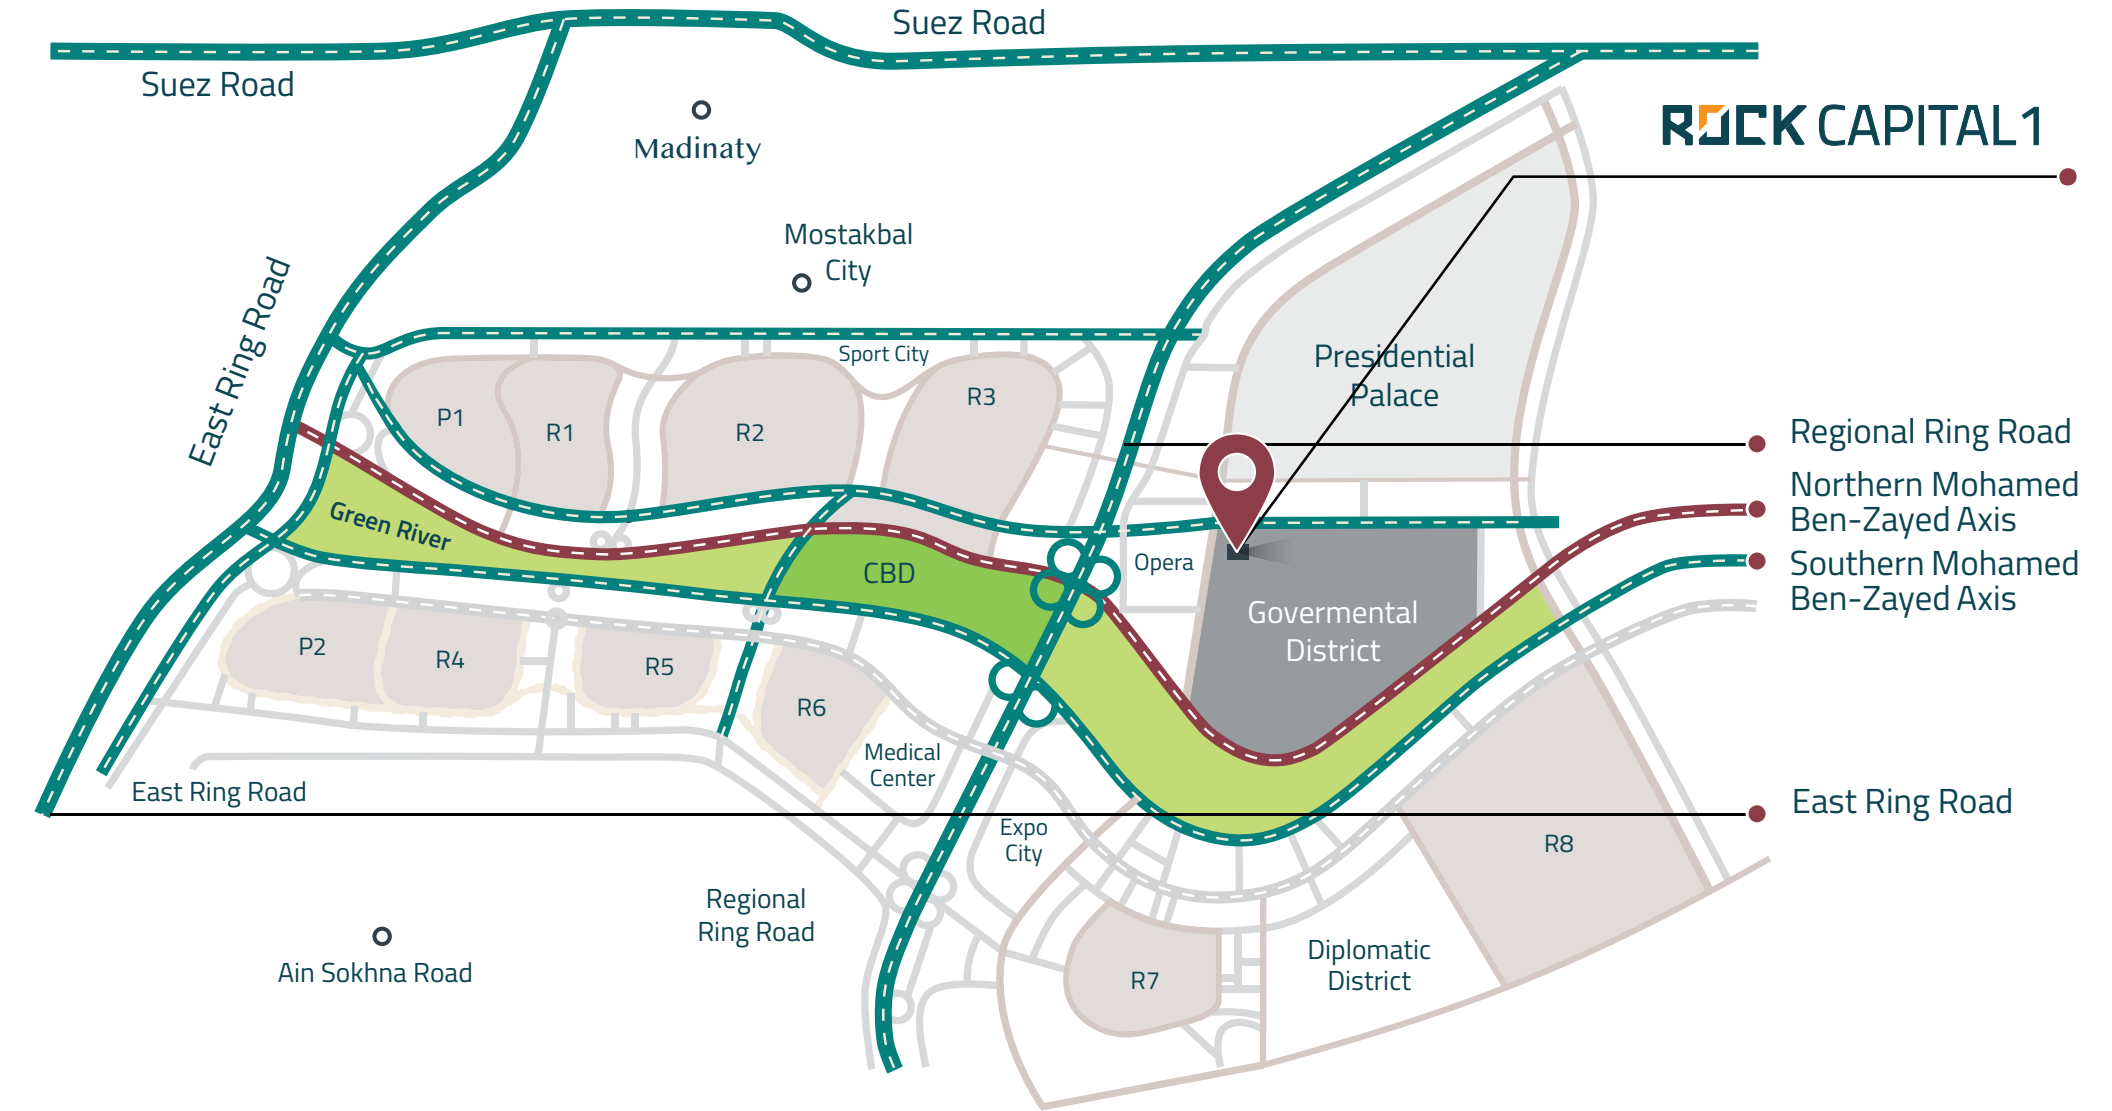 Suez Road
Suez Road
ROCK CAPITAL 1
Madinaty
Mostakbal
City
East Ring Road
Sport City
Presidential
Palace
P1
R1
R2
R3
Regional Ring Road
Northern Mohamed
Ben-Zayed Axis
Green River
CBD
Opera
Southern Mohamed
Ben-Zayed Axis
Govermental
District
P2
R4
R5
R6
Medical
Center
East Ring Road
East Ring Road
Expo
City
R8
Regional
Ring Road
Ain Sokhna Road
R7
Diplomatic
District